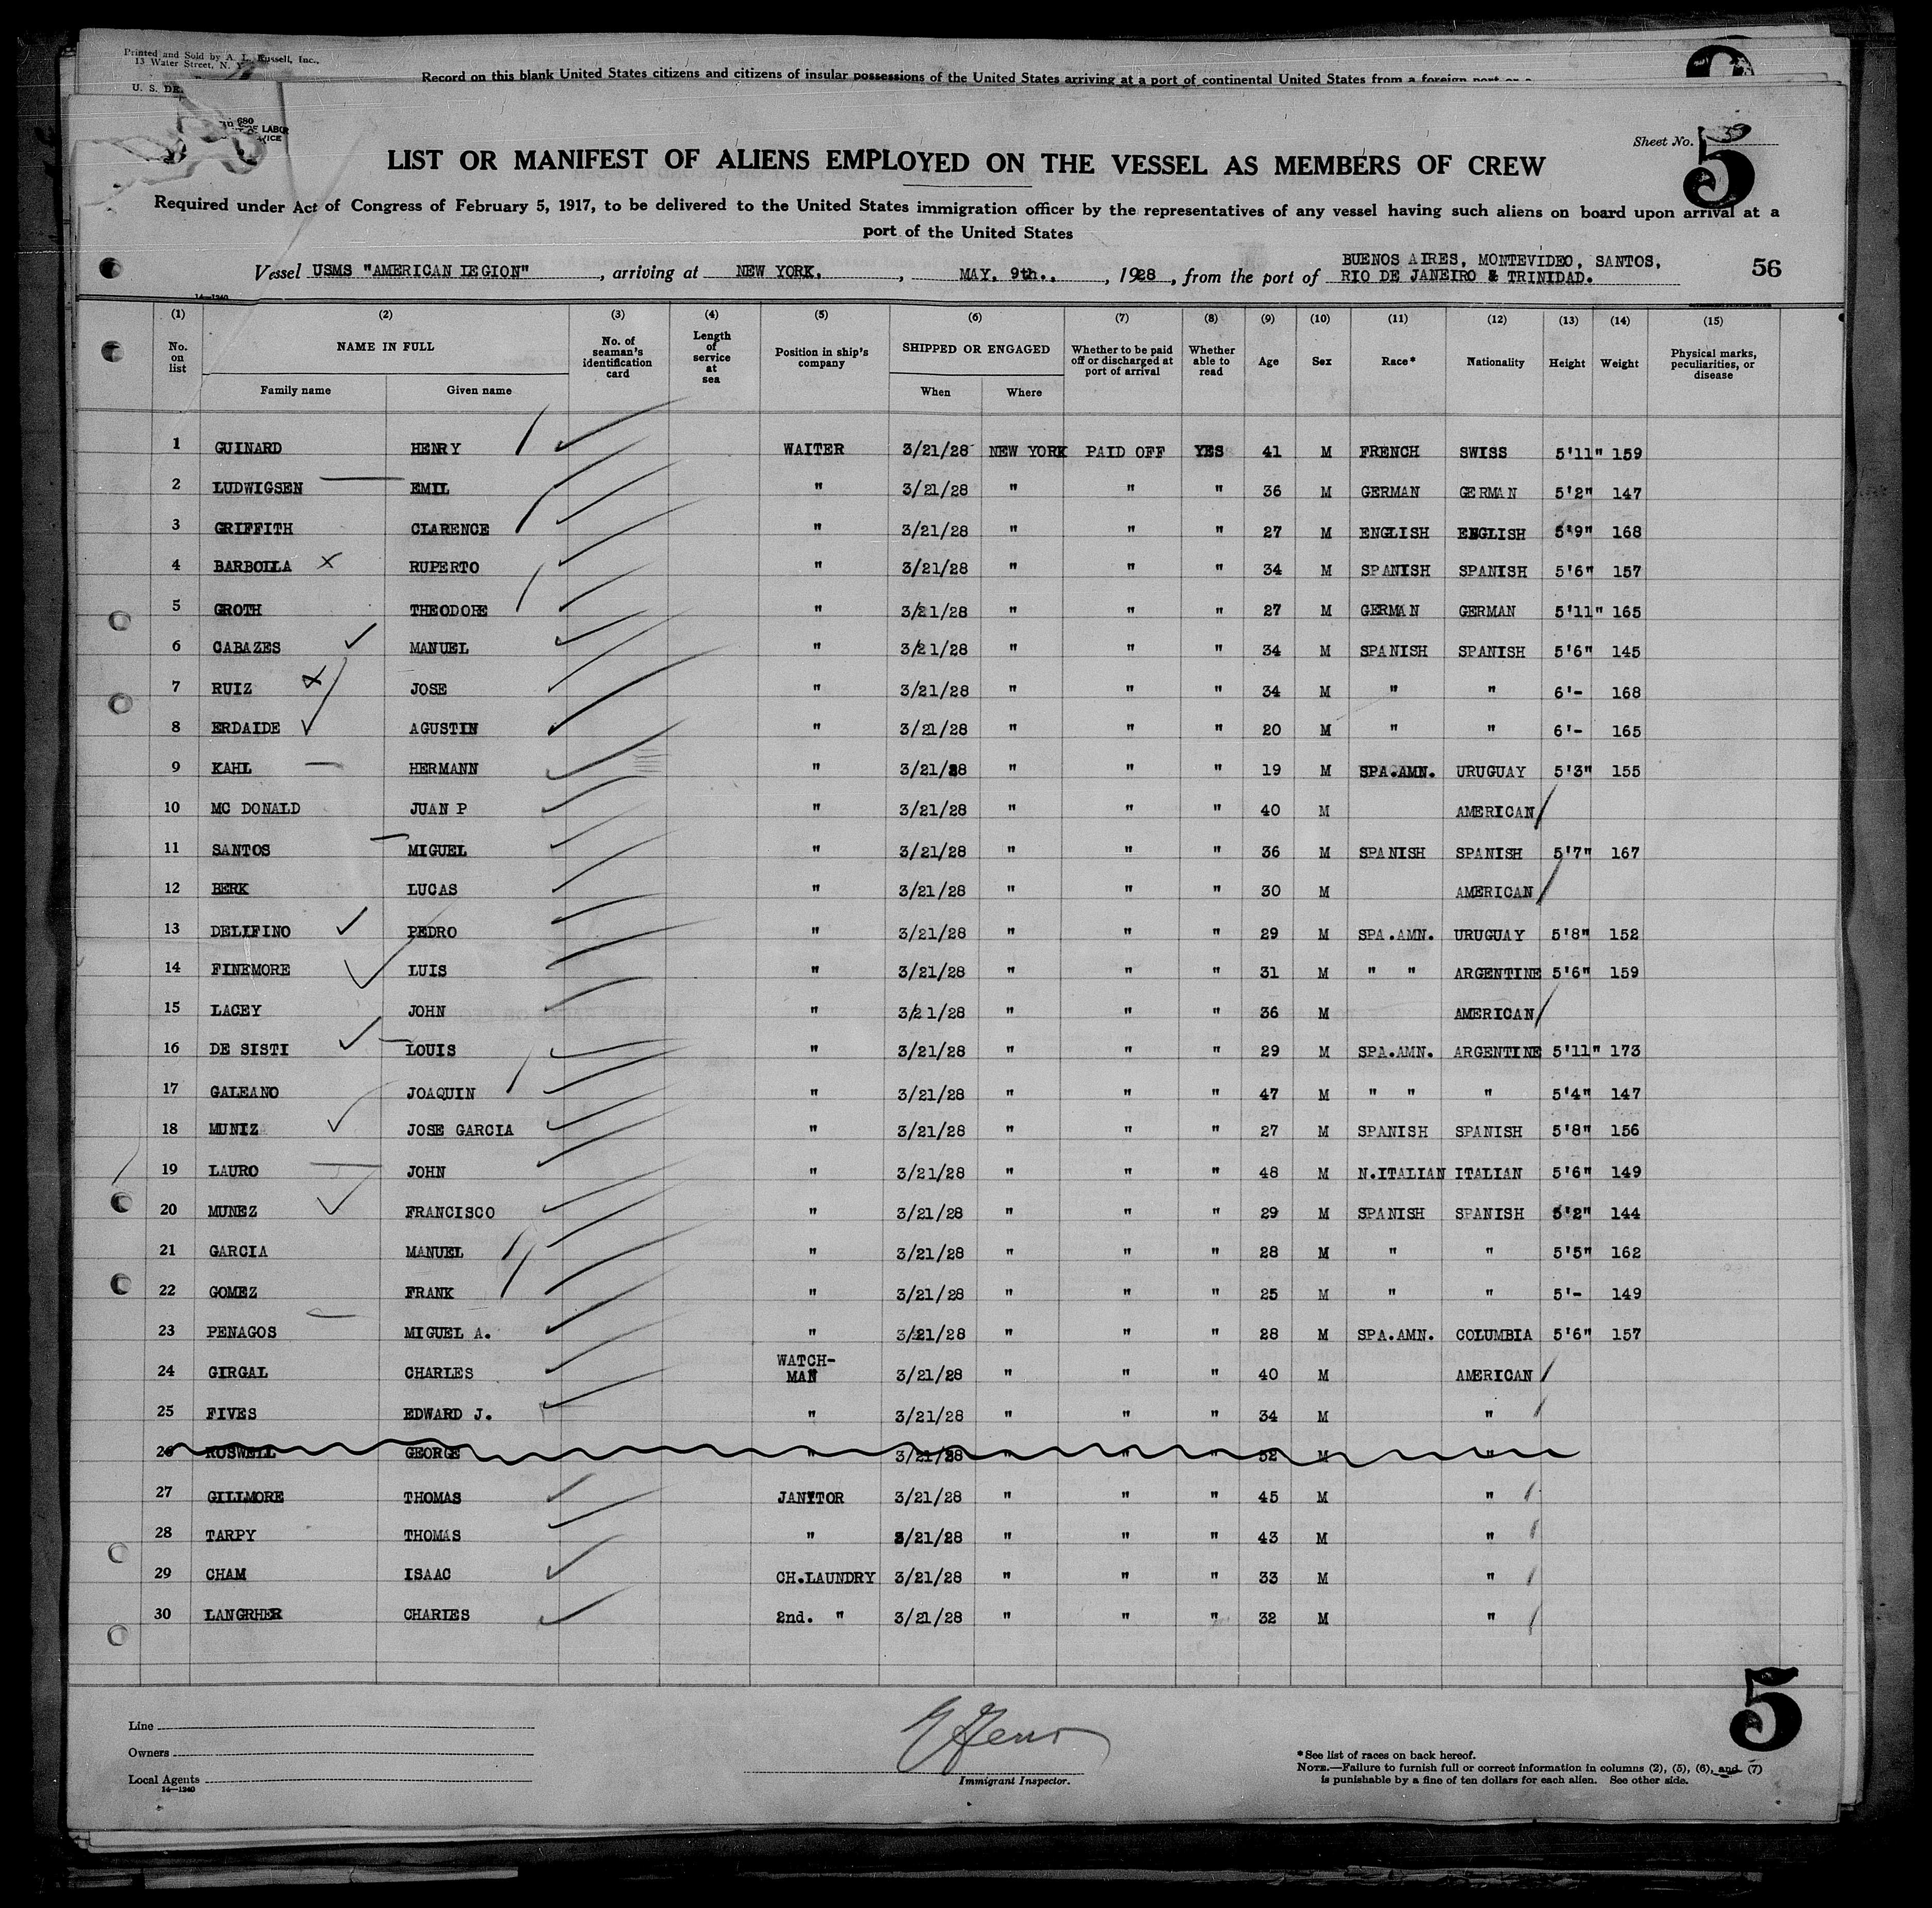 Printed and Sold by A. L. Russell, Inc.,
13 Water Street, N. Y.
Record on this blank United States citizens and citizens of insular possessions of the United States arriving at a port of continental United States from a foreign port
U. S. DE
680
OF LABOR
VICE
Sheet No. 5
LIST OR MANIFEST OF ALIENS EMPLOYED ON THE VESSEL AS MEMBERS OF CREW
Required under Act of Congress of February 5, 1917, to be delivered to the United States immigration officer by the representatives of any vessel having such aliens on board upon arrival at a
port of the United States
Vessel USMS "AMERICAN LEGION", arriving at NEW YORK, MAY, 9th., 1928, from the port of BUENOS AIRES, MONTEVIDEO, SANTOS,
RIO DE JANEIRO & TRINIDAD.
56
14—1240
(1) (2) (3) (4) (5) (6) (7) (8) (9) (10) (11) (12) (13) (14) (15)
No. on list NAME IN FULL Family name Given name No. of seaman's identification card Length of service at sea Position in ship's company SHIPPED OR ENGAGED When Where Whether to be paid off or discharged at port of arrival Whether able to read Age Sex Race* Nationality Height Weight Physical marks, peculiarities, or disease
1 GUINARD HENRY WAITER 3/21/28 NEW YORK PAID OFF YES 41 M FRENCH SWISS 5'11" 159
2 LUDWIGSEN EMIL " 3/21/28 " " " 36 M GERMAN GERMAN 5'2" 147
3 GRIFFITH CLARENCE " 3/21/28 " " " 27 M ENGLISH ENGLISH 5'9" 168
4 BARBOLLA RUPERTO " 3/21/28 " " " 34 M SPANISH SPANISH 5'6" 157
5 GROTH THEODORE " 3/21/28 " " " 27 M GERMAN GERMAN 5'11" 165
6 CABAZES MANUEL " 3/21/28 " " " 34 M SPANISH SPANISH 5'6" 145
7 RUIZ JOSE " 3/21/28 " " " 34 M " " 6'- 168
8 ERDAIDE AGUSTIN " 3/21/28 " " " 20 M " " 6'- 165
9 KAHL HERMANN " 3/21/28 " " " 19 M SPA.AMN. URUGUAY 5'3" 155
10 MC DONALD JUAN P " 3/21/28 " " " 40 M AMERICAN
11 SANTOS MIGUEL " 3/21/28 " " " 36 M SPANISH SPANISH 5'7" 167
12 BERK LUCAS " 3/21/28 " " " 30 M AMERICAN
13 DELIFINO PEDRO " 3/21/28 " " " 29 M SPA.AMN. URUGUAY 5'8" 152
14 FINEMORE LUIS " 3/21/28 " " " 31 M " " ARGENTINE 5'6" 159
15 LACEY JOHN " 3/21/28 " " " 36 M AMERICAN
16 DE SISTI LOUIS " 3/21/28 " " " 29 M SPA.AMN. ARGENTINE 5'11" 173
17 GALEANO JOAQUIN " 3/21/28 " " " 47 M " " " 5'4" 147
18 MUNIZ JOSE GARCIA " 3/21/28 " " " 27 M SPANISH SPANISH 5'8" 156
19 LAURO JOHN " 3/21/28 " " " 48 M N.ITALIAN ITALIAN 5'6" 149
20 MUNEZ FRANCISCO " 3/21/28 " " " 29 M SPANISH SPANISH 5'2" 144
21 GARCIA MANUEL " 3/21/28 " " " 28 M " " 5'5" 162
22 GOMEZ FRANK " 3/21/28 " " " 25 M " " 5'- 149
23 PENAGOS MIGUEL A. " 3/21/28 " " " 28 M SPA.AMN. COLUMBIA 5'6" 157
24 GIRGAL CHARLES WATCH-MAN 3/21/28 " " " 40 M AMERICAN
25 FIVES EDWARD J. " 3/21/28 " " " 34 M "
26 ROSWELL GEORGE " 3/21/28 " " " 52 M "
27 GILLMORE THOMAS JANITOR 3/21/28 " " " 45 M "
28 TARPY THOMAS " 3/21/28 " " " 43 M "
29 CHAM ISAAC CH.LAUNDRY 3/21/28 " " " 33 M "
30 LANGRHER CHARLES 2nd. " 3/21/28 " " " 32 M "
Line
Owners
Local Agents
14—1240
Immigrant Inspector.
*See list of races on back hereof.
NOTE.—Failure to furnish full or correct information in columns (2), (5), (6), and (7)
is punishable by a fine of ten dollars for each alien. See other side.
5